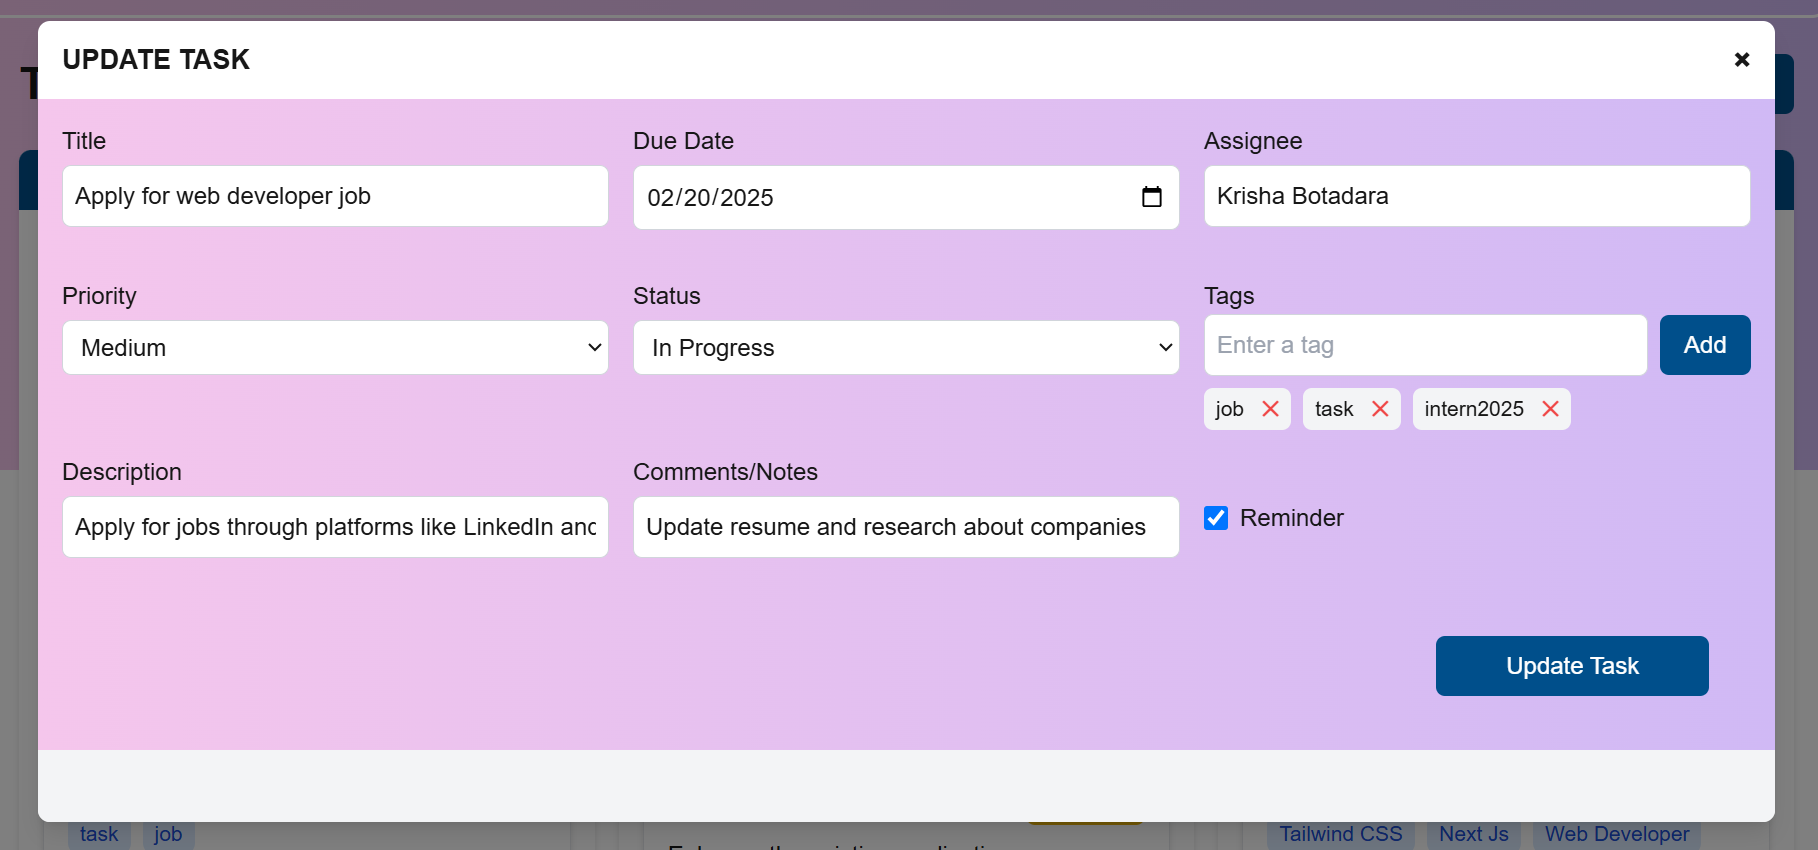 UPDATE TASK
Title
Due Date
Assignee
Apply for web developer job
02/20/2025
Krisha Botadara
Priority
Status
Tags
Medium
In Progress
Enter a tag
Add
job
task
intern2025
Description
Comments/Notes
Apply for jobs through platforms like LinkedIn and
Update resume and research about companies
Reminder
Update Task
task
job
Tailwind CSS
Next Js
Web Developer